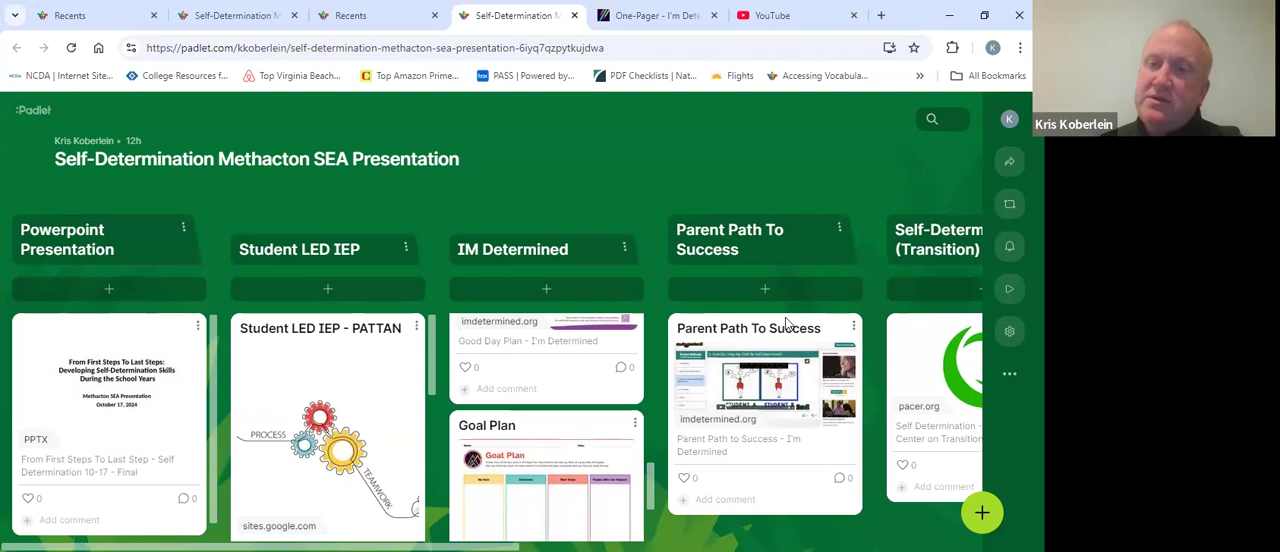 Recents
Self-Determination M
Recents
Self-Determination M
One-Pager - I'm Det
YouTube
https://padlet.com/kkoberlein/self-determination-methacton-sea-presentation-6iyq7qzpytkujdwa
K
NCDA | Internet Site...
College Resources f...
Top Virginia Beach...
Top Amazon Prime...
PASS | Powered by...
PDF Checklists | Nat...
Flights
Accessing Vocabula...
»
All Bookmarks
Kris Koberlein
:Padlet
K
Kris Koberlein • 12h
Self-Determination Methacton SEA Presentation
Powerpoint
Presentation
Student LED IEP
IM Determined
Parent Path To
Success
Self-Determ
(Transition)
From First Steps To Last Steps:
Developing Self-Determination Skills
During the School Years
Methacton SEA Presentation
October 17, 2024
PPTX
From First Steps To Last Step - Self
Determination 10-17 - Final
0
0
Add comment
Student LED IEP - PATTAN
PROCESS
TEAMWORK
sites.google.com
imdetermined.org
Good Day Plan - I'm Determined
0
0
Add comment
Goal Plan
Goal Plan
Parent Path To Success
STUDENT A
imdetermined.org
Parent Path to Success - I'm
Determined
0
0
Add comment
pacer.org
Self Determination -
Center on Transition
0
Add comment